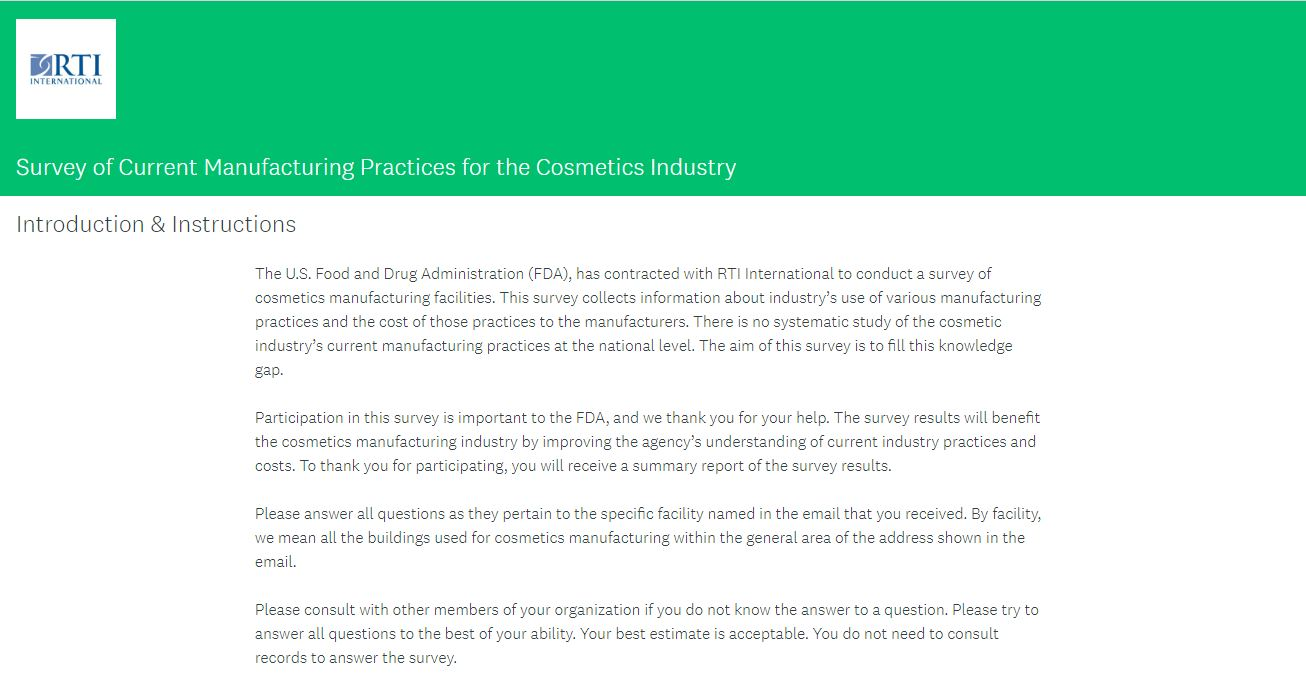 RTI
INTERNATIONAL
Survey of Current Manufacturing Practices for the Cosmetics Industry
Introduction & Instructions
The U.S. Food and Drug Administration (FDA), has contracted with RTI International to conduct a survey of
cosmetics manufacturing facilities. This survey collects information about industry’s use of various manufacturing
practices and the cost of those practices to the manufacturers. There is no systematic study of the cosmetic
industry’s current manufacturing practices at the national level. The aim of this survey is to fill this knowledge
gap.
Participation in this survey is important to the FDA, and we thank you for your help. The survey results will benefit
the cosmetics manufacturing industry by improving the agency’s understanding of current industry practices and
costs. To thank you for participating, you will receive a summary report of the survey results.
Please answer all questions as they pertain to the specific facility named in the email that you received. By facility,
we mean all the buildings used for cosmetics manufacturing within the general area of the address shown in the
email.
Please consult with other members of your organization if you do not know the answer to a question. Please try to
answer all questions to the best of your ability. Your best estimate is acceptable. You do not need to consult
records to answer the survey.